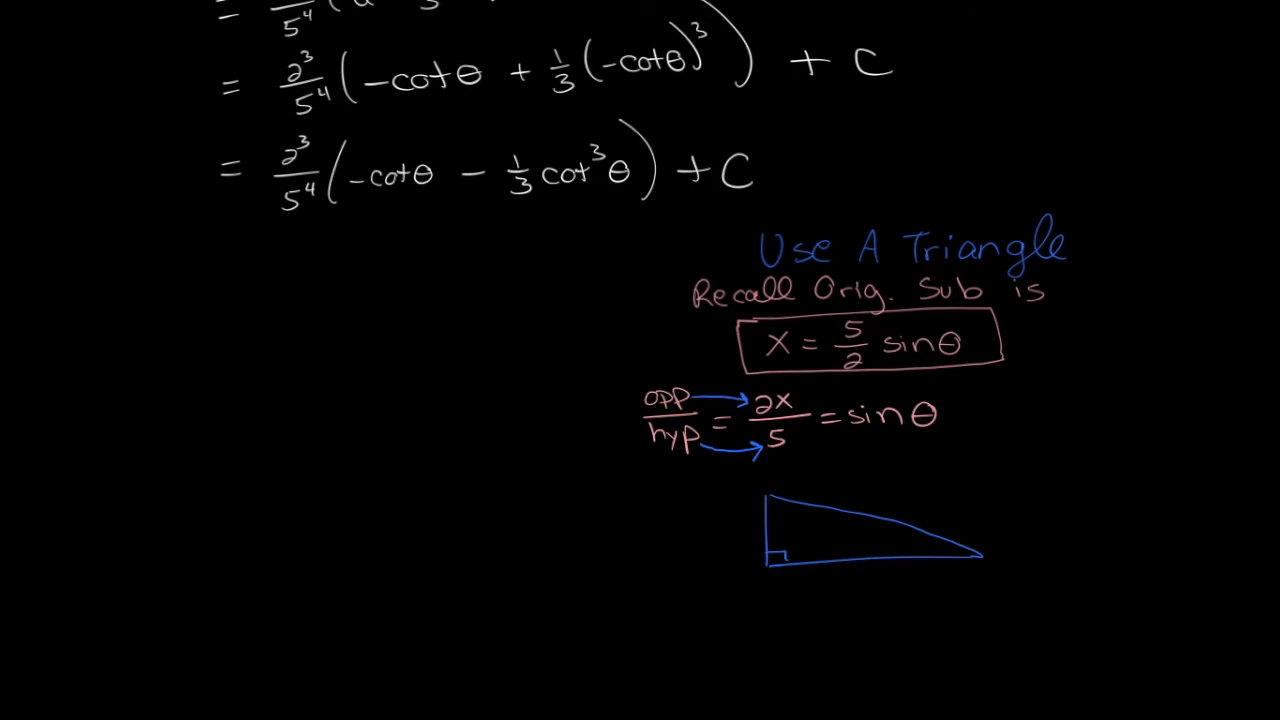 = 5⁴ (
= 2³/5⁴ (-cotθ + 1/3 (-cotθ)³) + C
= 2³/5⁴ (-cotθ - 1/3 cot³θ) + C
Use A Triangle
Recall Orig. Sub is
x = 5/2 sinθ
opp/hyp = 2x/5 = sinθ